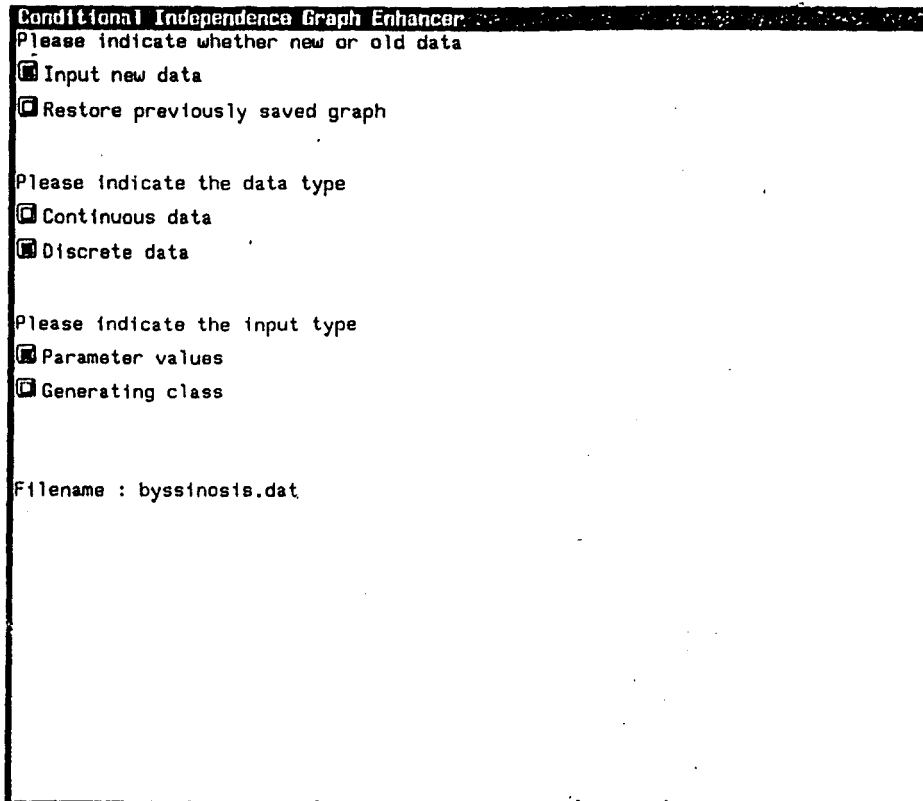 Conditional Independence Graph Enhancer
Please indicate whether new or old data
Input new data
Restore previously saved graph
Please indicate the data type
Continuous data
Discrete data
Please indicate the input type
Parameter values
Generating class
Filename : byssinosis.dat